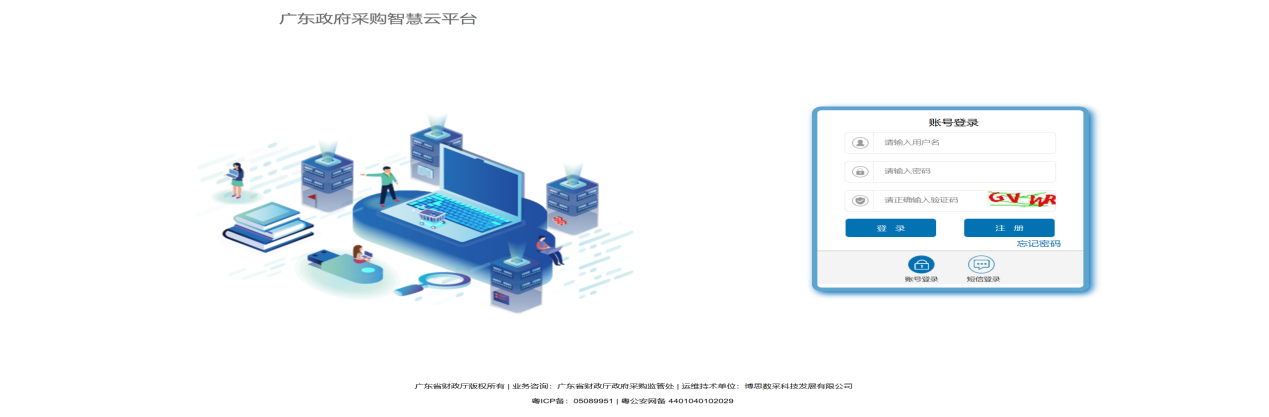 广东政府采购智慧云平台
账号登录
请输入用户名
请输入密码
请正确输入验证码
GVWR
登 录 注 册
忘记密码
账号登录 短信登录
广东省财政厅版权所有 | 业务咨询：广东省财政厅政府采购监管处 | 运维技术单位：博思数采科技发展有限公司
粤ICP备：05089951 | 粤公安网备 4401040102029